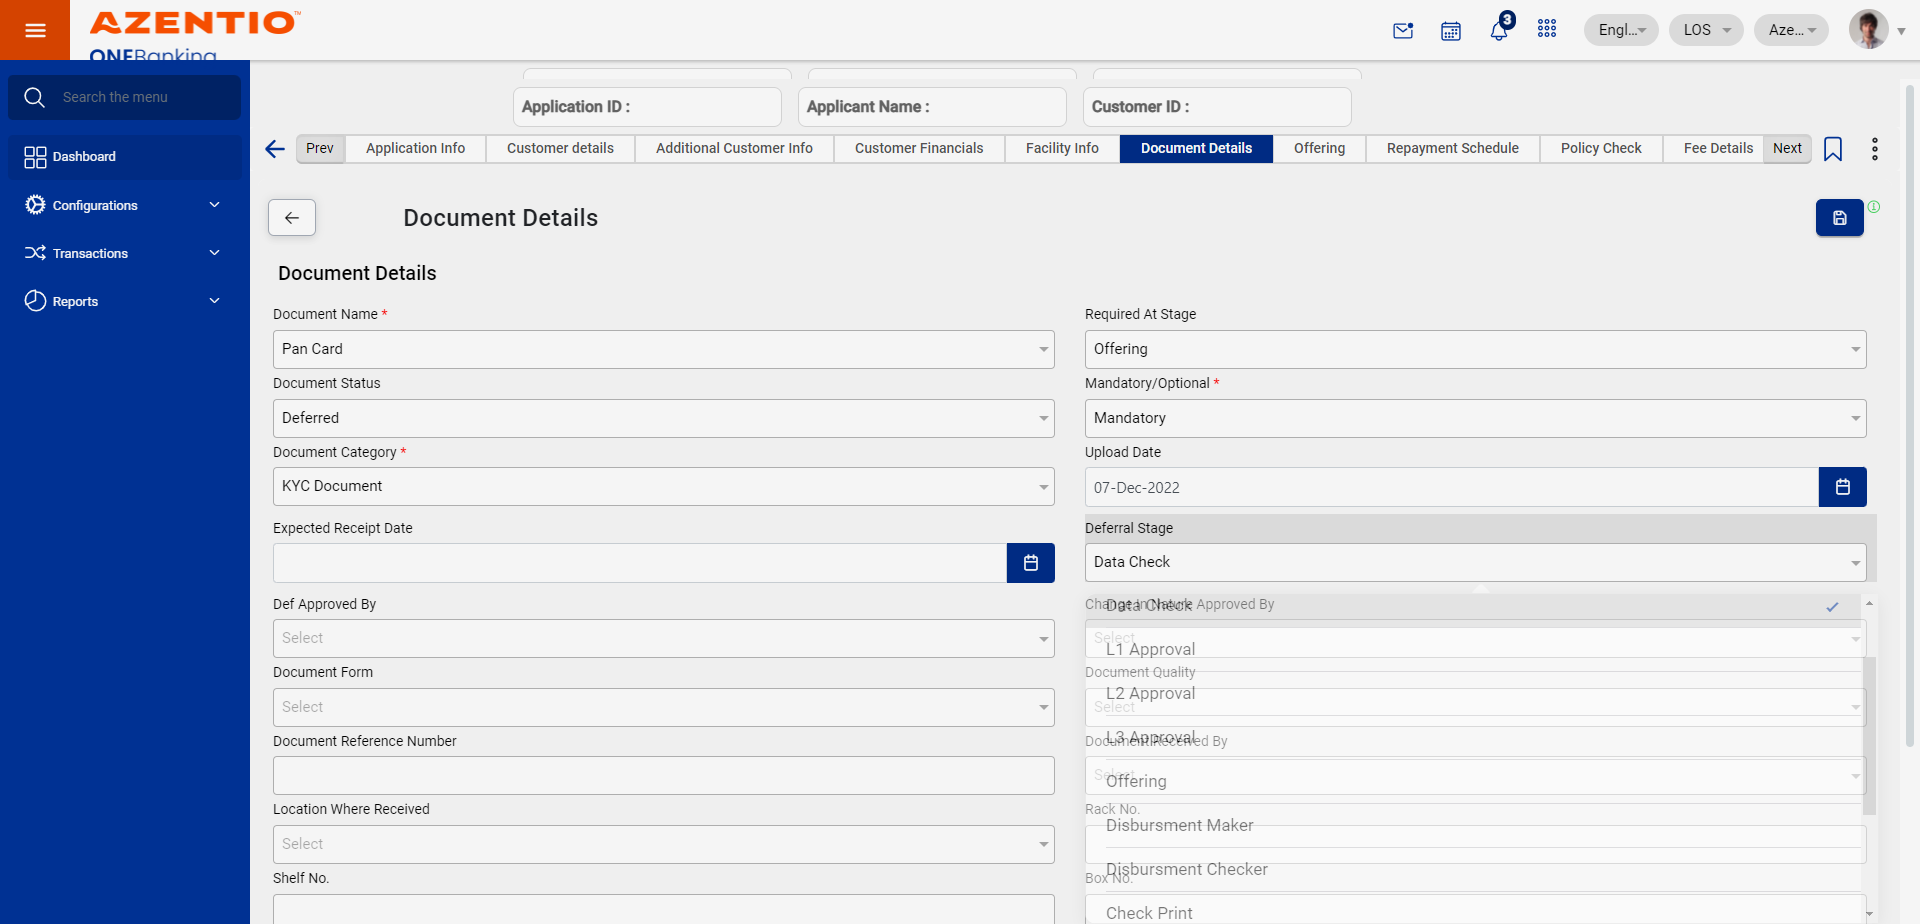 AZENTIO™
ONEBanking
3
Engl...
LOS
Aze...
Search the menu
Dashboard
Configurations
Transactions
Reports
Application ID :
Applicant Name :
Customer ID :
Prev
Application Info
Customer details
Additional Customer Info
Customer Financials
Facility Info
Document Details
Offering
Repayment Schedule
Policy Check
Fee Details
Next
Document Details
Document Details
Document Name *
Required At Stage
Pan Card
Offering
Document Status
Mandatory/Optional *
Deferred
Mandatory
Document Category *
Upload Date
KYC Document
07-Dec-2022
Expected Receipt Date
Deferral Stage
Data Check
Def Approved By
Change In Nature Approved By
Data Check
Select
Select
L1 Approval
Document Form
Document Quality
L2 Approval
Select
Select
Document Reference Number
Document Received By
L3 Approval
Select
Offering
Location Where Received
Rack No.
Disbursment Maker
Select
Disbursment Checker
Shelf No.
Box No.
Check Print